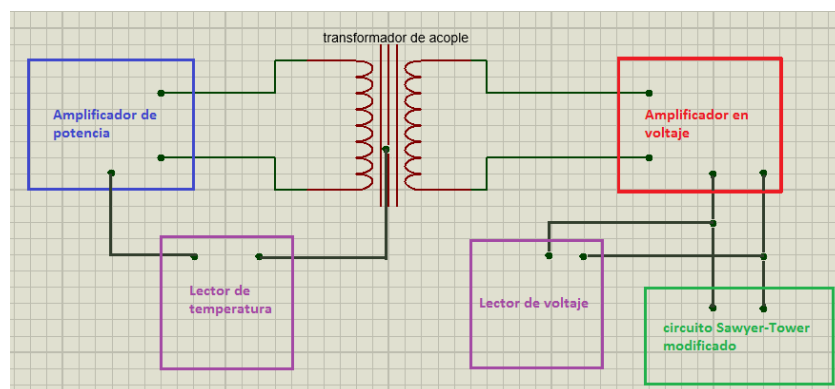 transformador de acople
Amplificador de
potencia
Amplificador en
voltaje
Lector de
temperatura
Lector de voltaje
circuito Sawyer-Tower
modificado